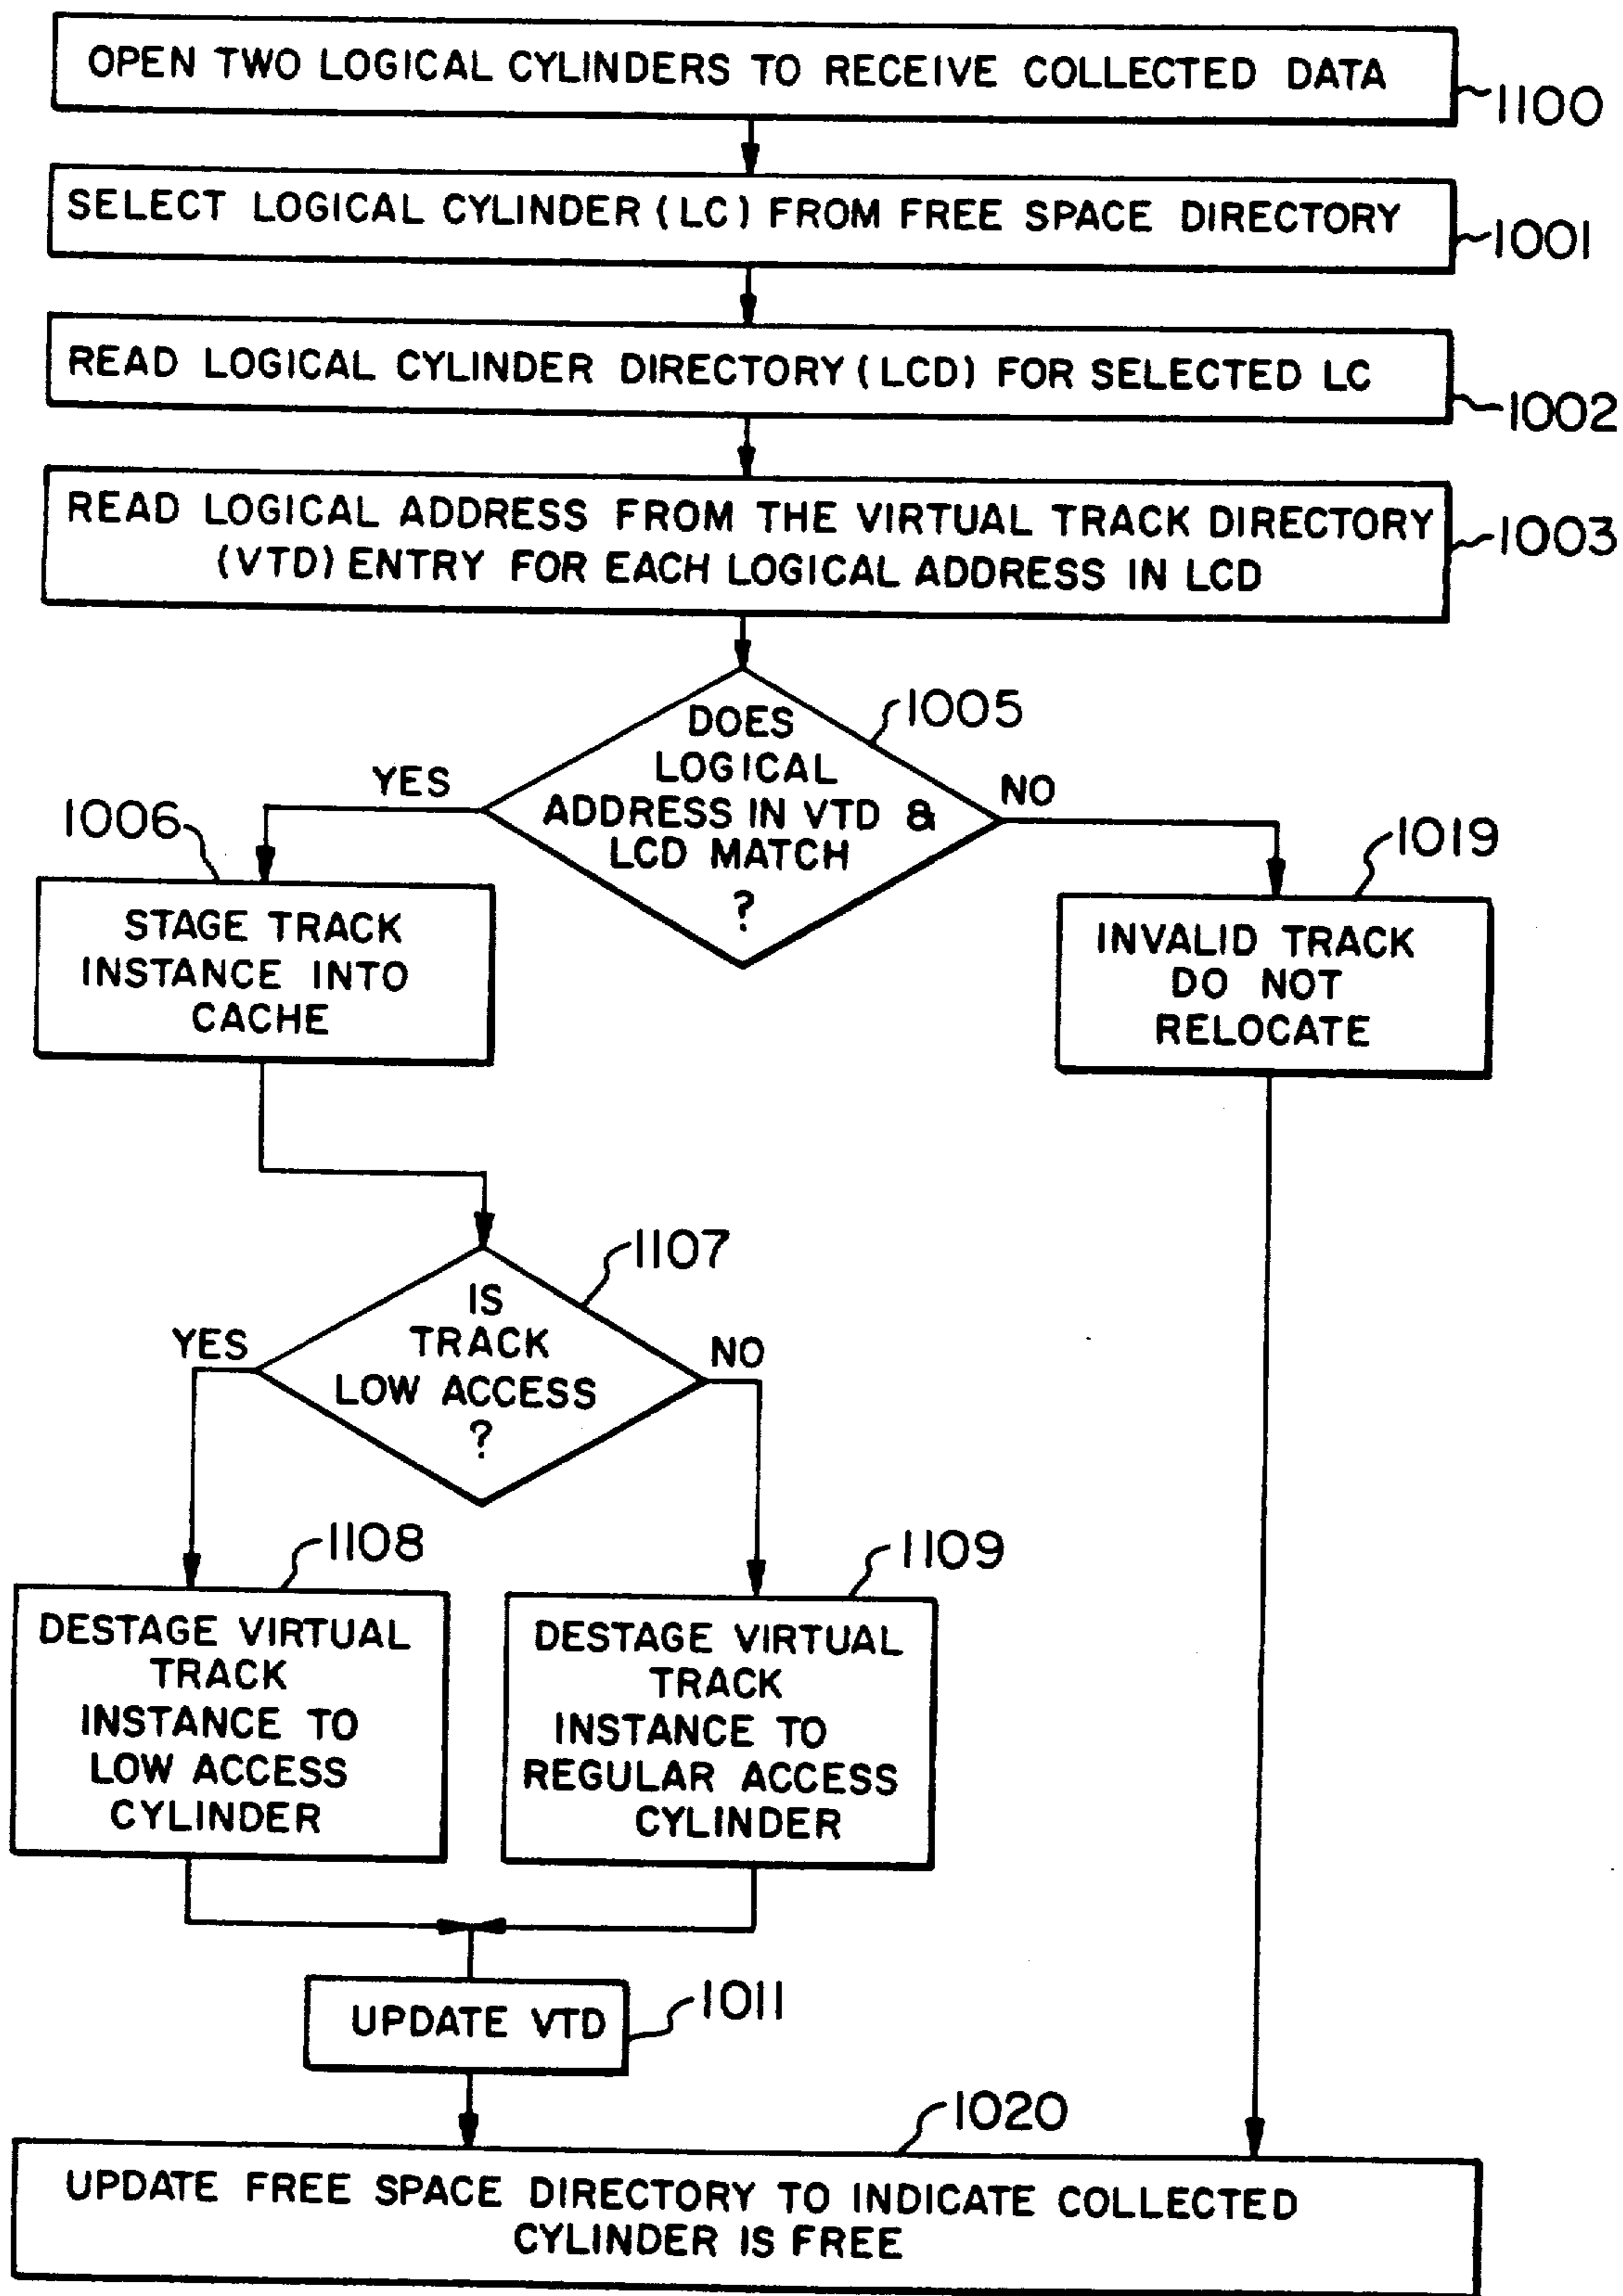 OPEN TWO LOGICAL CYLINDERS TO RECEIVE COLLECTED DATA
1100
SELECT LOGICAL CYLINDER (LC) FROM FREE SPACE DIRECTORY
1001
READ LOGICAL CYLINDER DIRECTORY (LCD) FOR SELECTED LC
1002
READ LOGICAL ADDRESS FROM THE VIRTUAL TRACK DIRECTORY
(VTD) ENTRY FOR EACH LOGICAL ADDRESS IN LCD
1003
DOES
LOGICAL
ADDRESS IN VTD &
LCD MATCH
?
1005
YES
NO
1006
STAGE TRACK
INSTANCE INTO
CACHE
1019
INVALID TRACK
DO NOT
RELOCATE
IS
TRACK
LOW ACCESS
?
1107
YES
NO
1108
DESTAGE VIRTUAL
TRACK
INSTANCE TO
LOW ACCESS
CYLINDER
1109
DESTAGE VIRTUAL
TRACK
INSTANCE TO
REGULAR ACCESS
CYLINDER
UPDATE VTD
1011
1020
UPDATE FREE SPACE DIRECTORY TO INDICATE COLLECTED
CYLINDER IS FREE